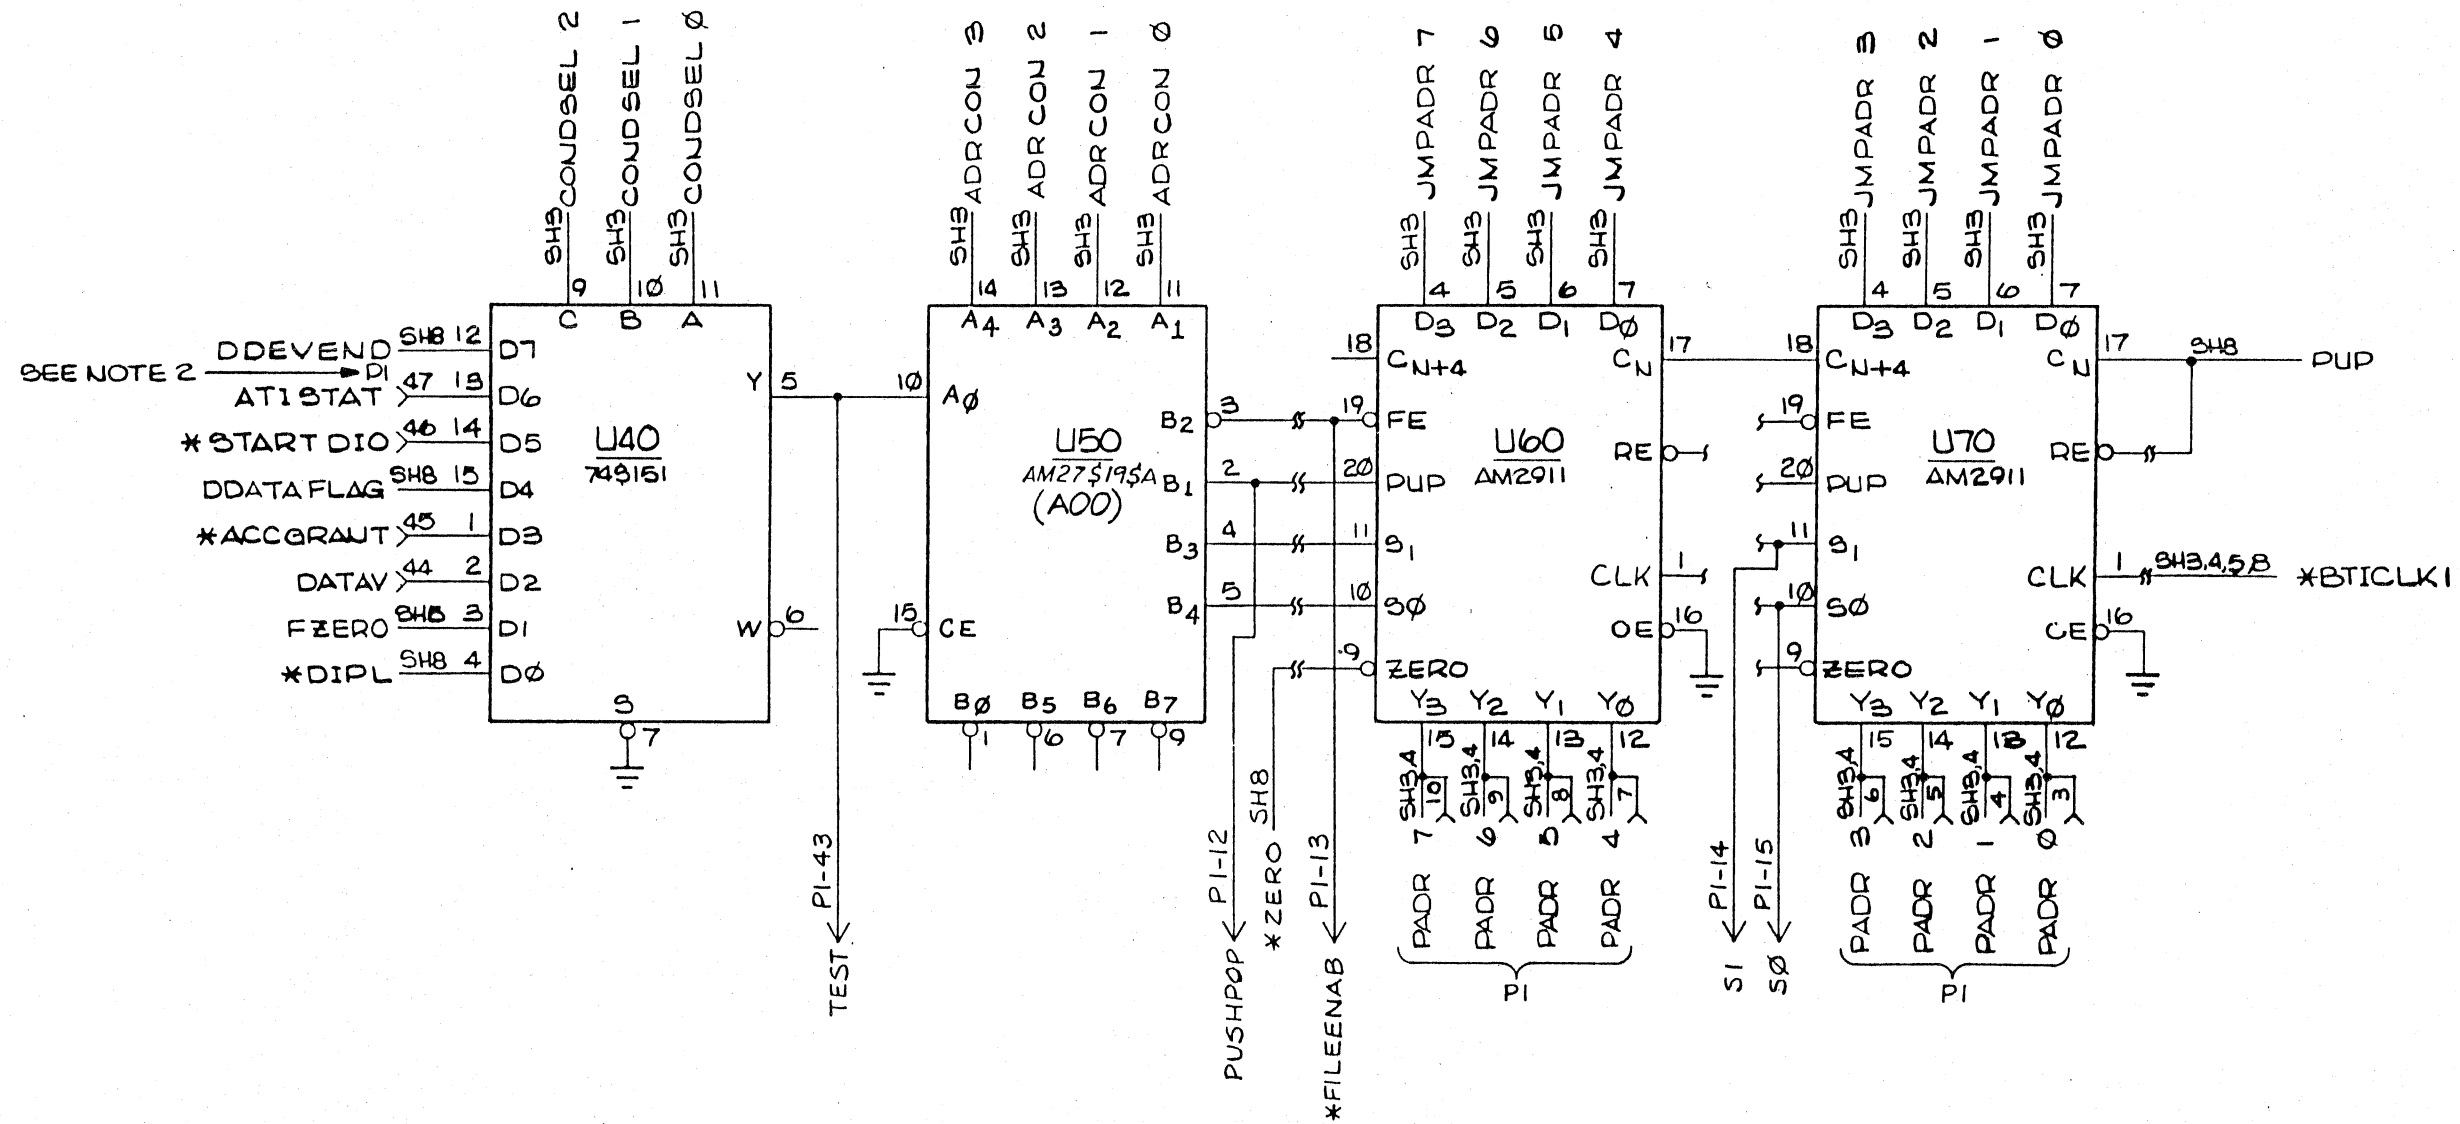 CONDSEL 2
CONDSEL 1
CONDSEL Ø
ADRCON 3
ADRCON 2
ADRCON 1
ADRCON Ø
JMPADR 7
JMPADR 6
JMPADR 5
JMPADR 4
JMPADR 3
JMPADR 2
JMPADR 1
JMPADR Ø
SH3 SH3 SH3 SH3 SH3 SH3 SH3 SH3 SH3 SH3 SH3 SH3 SH3 SH3 SH3
9 1Ø 11 14 13 12 11 4 5 6 7 4 5 6 7
C B A A4 A3 A2 A1 D3 D2 D1 DØ D3 D2 D1 DØ
DDEVEND SH8 12 D7
SEE NOTE 2 P1
ATISTAT 47 13 D6
*START DIO 46 14 D5
DDATAFLAG SH8 15 D4
*ACCGRANT 45 1 D3
DATAV 44 2 D2
FZERO SH5 3 D1
*DIPL SH8 4 DØ
U40
74S151
Y 5
W 6
S
7
1Ø AØ
U50
AM27S19SA
(A00)
15 CE
B2 3
B1 2
B3 4
B4 5
BØ B5 B6 B7
1 6 7 9
18 CN+4 CN 17
19 FE
2Ø PUP
11 S1
1Ø SØ
9 ZERO
U60
AM2911
RE
CLK 1
OE 16
Y3 Y2 Y1 YØ
15 14 13 12
SH3,4 SH3,4 SH3,4 SH3,4
10 9 8 7
18 CN+4 CN 17 SH8 PUP
19 FE
2Ø PUP
11 S1
1Ø SØ
9 ZERO
U70
AM2911
RE
CLK 1 SH3,4,5,8 *BTICLK1
OE 16
Y3 Y2 Y1 YØ
15 14 13 12
SH3,4 SH3,4 SH3,4 SH3,4
6 5 4 3
P1-43
TEST
P1-12
PUSHPOP
SH8
*ZERO
P1-13
*FILEENAB
PADR 7
PADR 6
PADR 5
PADR 4
P1
P1-14
S1
P1-15
SØ
PADR 3
PADR 2
PADR 1
PADR Ø
P1